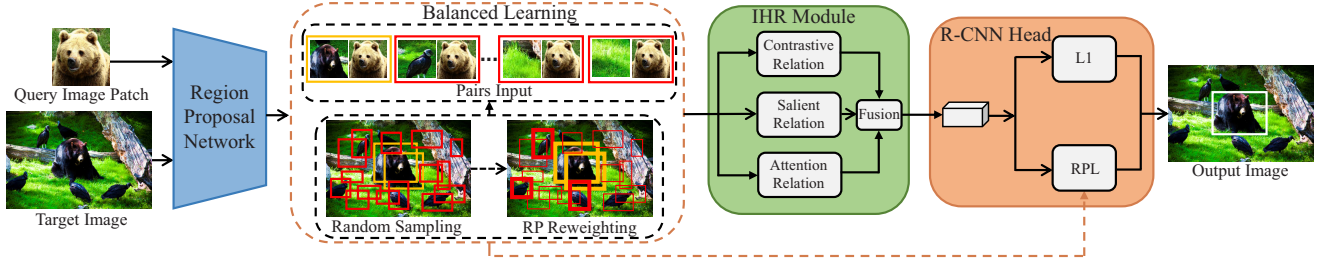 Balanced Learning
IHR Module
R-CNN Head
Query Image Patch
Target Image
Region
Proposal
Network
Pairs Input
Random Sampling
RP Reweighting
Contrastive
Relation
Salient
Relation
Attention
Relation
Fusion
L1
RPL
Output Image